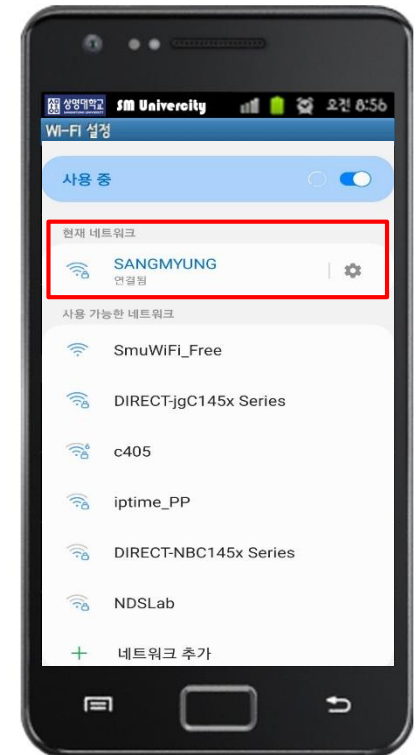 상명대학교 SM Univercity 오전 8:56
Wi-Fi 설정
사용 중
현재 네트워크
SANGMYUNG
연결됨
사용 가능한 네트워크
SmuWiFi_Free
DIRECT-jgC145x Series
c405
iptime_PP
DIRECT-NBC145x Series
NDSLab
네트워크 추가